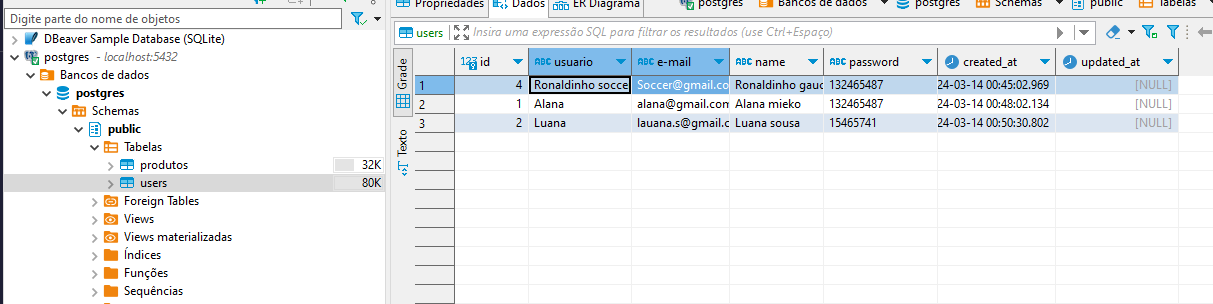 Propriedades Dados ER Diagrama postgres Bancos de dados postgres Schemas public Tabelas
Digite parte do nome de objetos
DBeaver Sample Database (SQLite)
postgres - localhost:5432
Bancos de dados
postgres
Schemas
public
Tabelas
produtos 32K
users 80K
Foreign Tables
Views
Views materializadas
Índices
Funções
Sequências
users Insira uma expressão SQL para filtrar os resultados (use Ctrl+Espaço)
Grade
Texto
123 id ABC usuario ABC e-mail ABC name ABC password created_at updated_at
1 4 Ronaldinho socce Soccer@gmail.com Ronaldinho gauc 132465487 24-03-14 00:45:02.969 [NULL]
2 1 Alana alana@gmail.com Alana mieko 132465487 24-03-14 00:48:02.134 [NULL]
3 2 Luana lauana.s@gmail.c Luana sousa 15465741 24-03-14 00:50:30.802 [NULL]